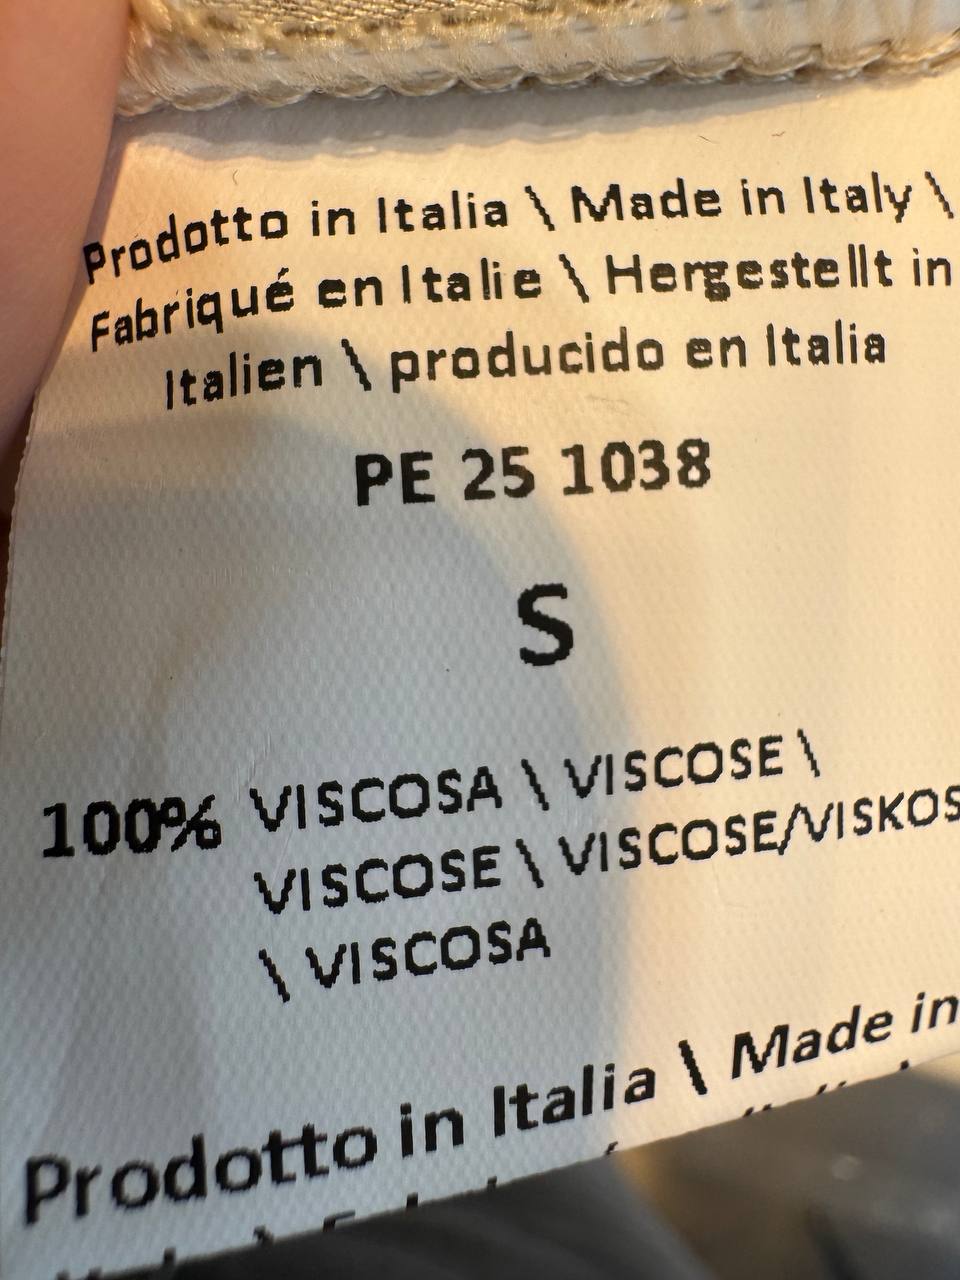 Prodotto in Italia \ Made in Italy \
Fabriqué en Italie \ Hergestellt in
Italien \ producido en Italia
PE 25 1038
S
100% VISCOSA \ VISCOSE \
VISCOSE \ VISCOSE/VISKOS
\ VISCOSA
Prodotto in Italia \ Made in